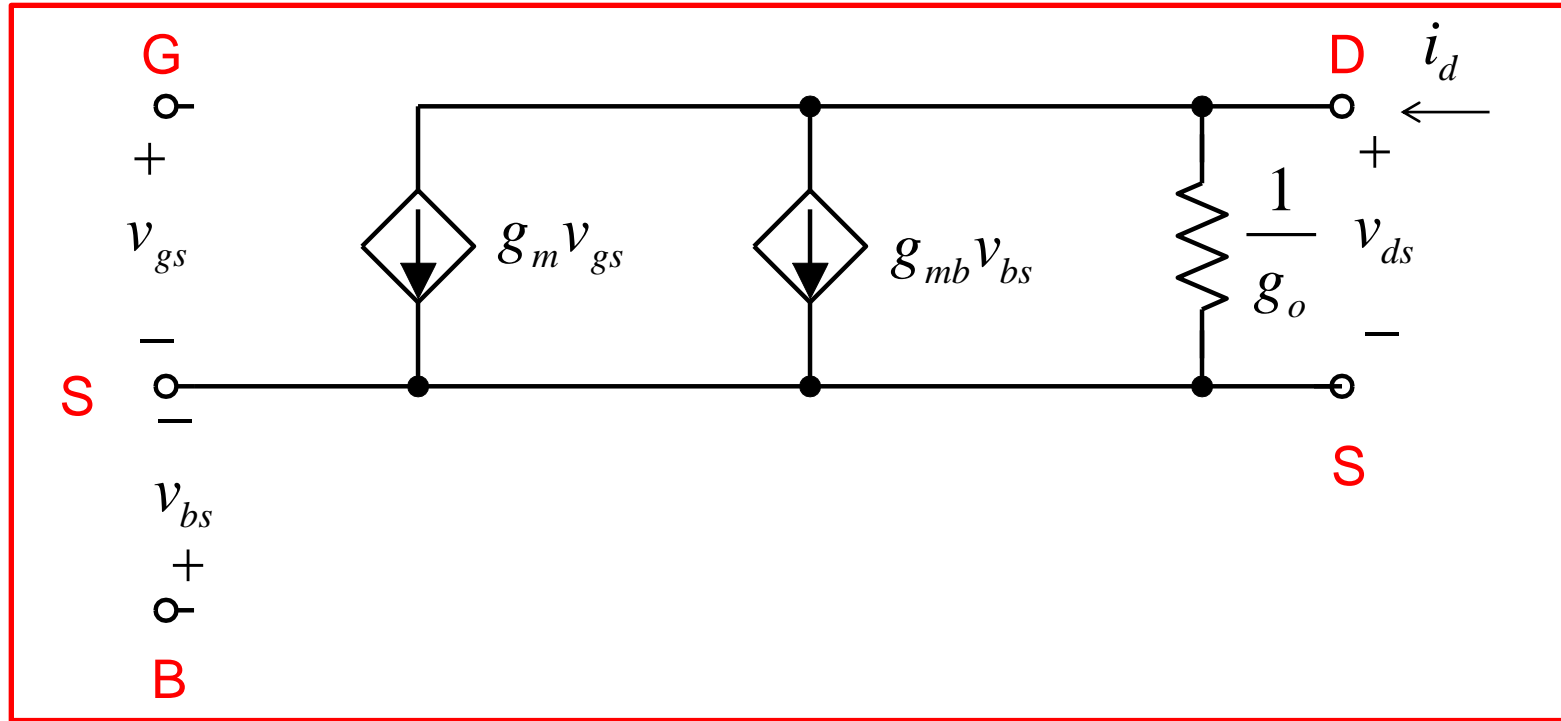 G
D
i_d
+
+
v_gs
g_m v_gs
g_mb v_bs
1
g_o
v_ds
−
−
S
−
S
v_bs
+
B